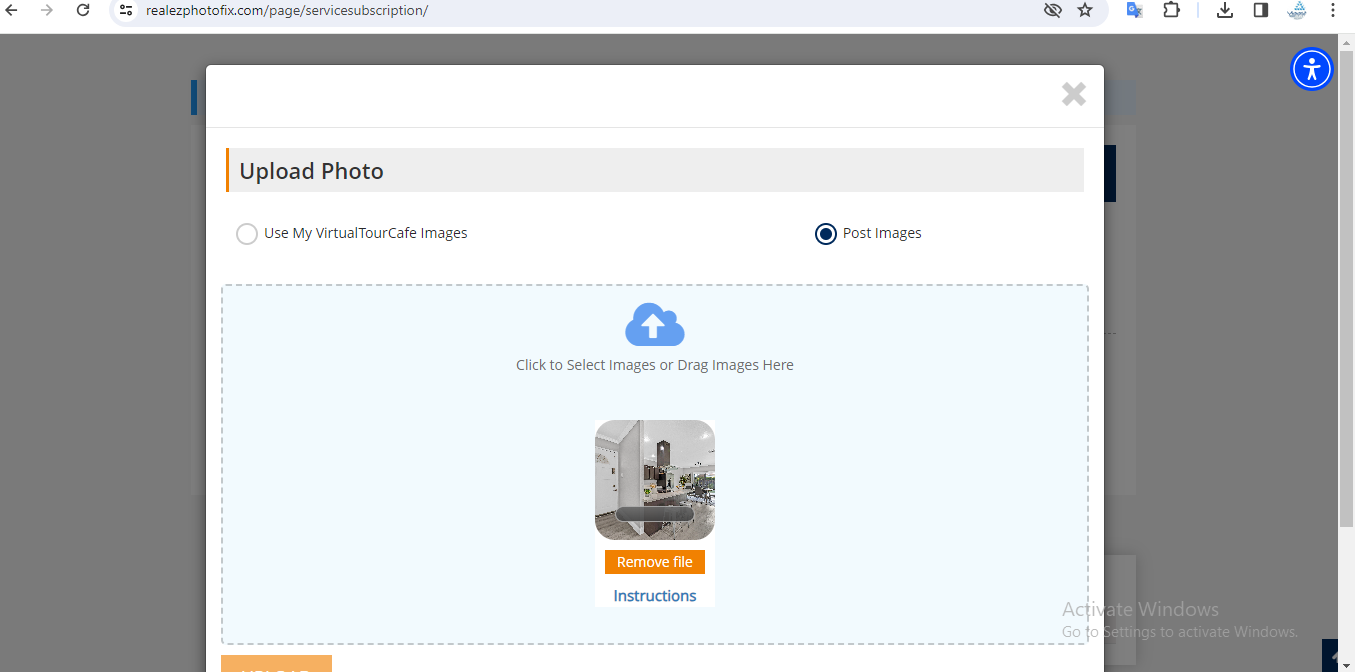 realezphotofix.com/page/servicesubscription/
Upload Photo
Use My VirtualTourCafe Images
Post Images
Click to Select Images or Drag Images Here
Remove file
Instructions
Activate Windows
Go to Settings to activate Windows.